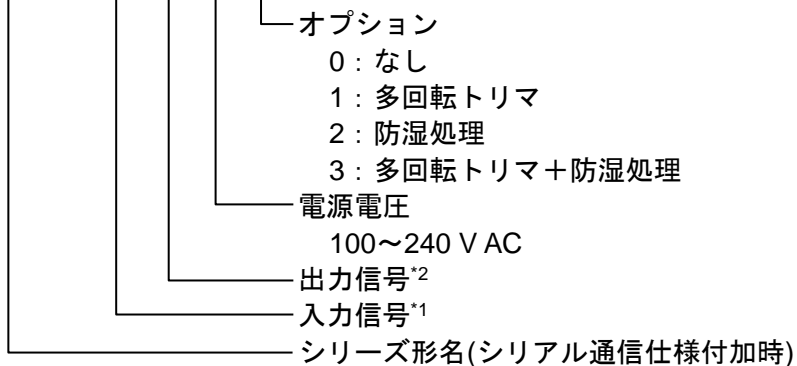 オプション
0：なし
1：多回転トリマ
2：防湿処理
3：多回転トリマ＋防湿処理
電源電圧
100～240 V AC
出力信号*2
入力信号*1
シリーズ形名(シリアル通信仕様付加時)